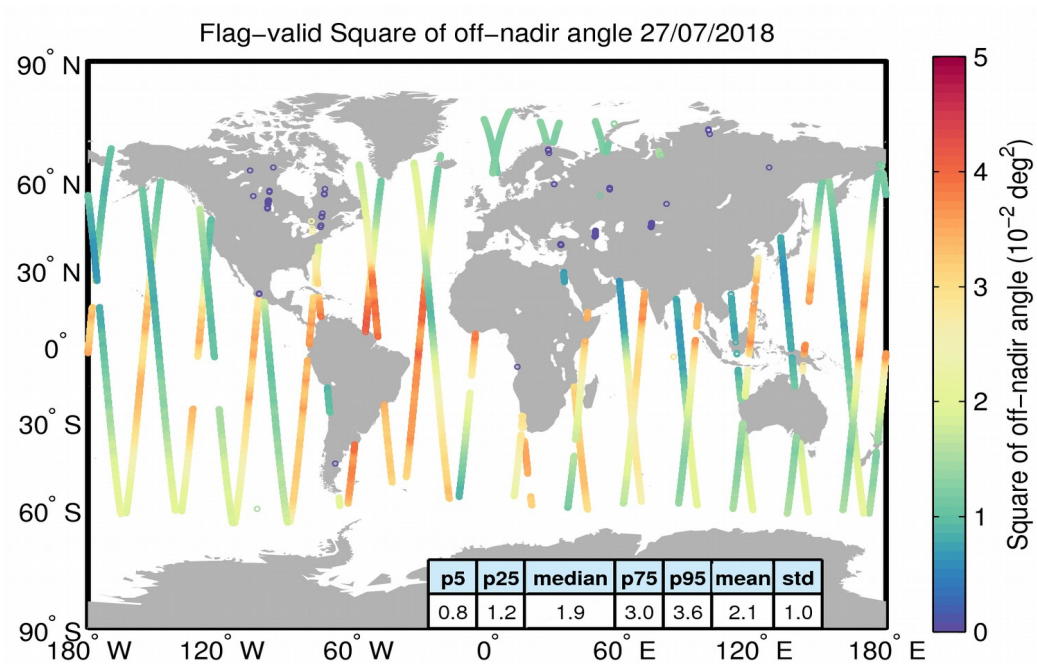 Flag−valid Square of off−nadir angle 27/07/2018
90° N
60° N
30° N
0°
30° S
60° S
90° S
180° W
120° W
60° W
0°
60° E
120° E
180° E
p5 p25 median p75 p95 mean std
0.8 1.2 1.9 3.0 3.6 2.1 1.0
5
4
3
2
1
0
Square of off−nadir angle (10⁻² deg²)